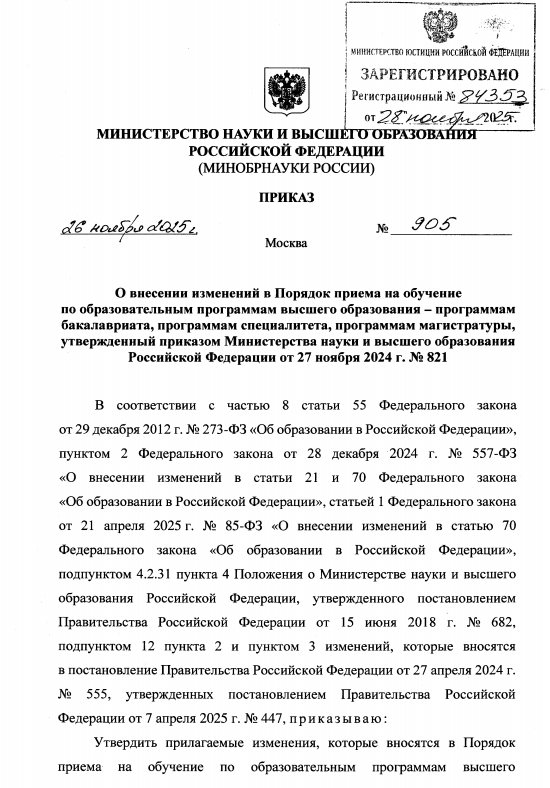 МИНИСТЕРСТВО ЮСТИЦИИ РОССИЙСКОЙ ФЕДЕРАЦИИ
ЗАРЕГИСТРИРОВАНО
Регистрационный № 84353
от 28 ноября 2025г.
МИНИСТЕРСТВО НАУКИ И ВЫСШЕГО ОБРАЗОВАНИЯ
РОССИЙСКОЙ ФЕДЕРАЦИИ
(МИНОБРНАУКИ РОССИИ)
ПРИКАЗ
26 ноября 2025 г.
№ 905
Москва
О внесении изменений в Порядок приема на обучение
по образовательным программам высшего образования – программам
бакалавриата, программам специалитета, программам магистратуры,
утвержденный приказом Министерства науки и высшего образования
Российской Федерации от 27 ноября 2024 г. № 821
В соответствии с частью 8 статьи 55 Федерального закона
от 29 декабря 2012 г. № 273-ФЗ «Об образовании в Российской Федерации»,
пунктом 2 Федерального закона от 28 декабря 2024 г. № 557-ФЗ
«О внесении изменений в статьи 21 и 70 Федерального закона
«Об образовании в Российской Федерации», статьей 1 Федерального закона
от 21 апреля 2025 г. № 85-ФЗ «О внесении изменений в статью 70
Федерального закона «Об образовании в Российской Федерации»,
подпунктом 4.2.31 пункта 4 Положения о Министерстве науки и высшего
образования Российской Федерации, утвержденного постановлением
Правительства Российской Федерации от 15 июня 2018 г. № 682,
подпунктом 12 пункта 2 и пунктом 3 изменений, которые вносятся
в постановление Правительства Российской Федерации от 27 апреля 2024 г.
№ 555, утвержденных постановлением Правительства Российской
Федерации от 7 апреля 2025 г. № 447, приказываю:
Утвердить прилагаемые изменения, которые вносятся в Порядок
приема на обучение по образовательным программам высшего